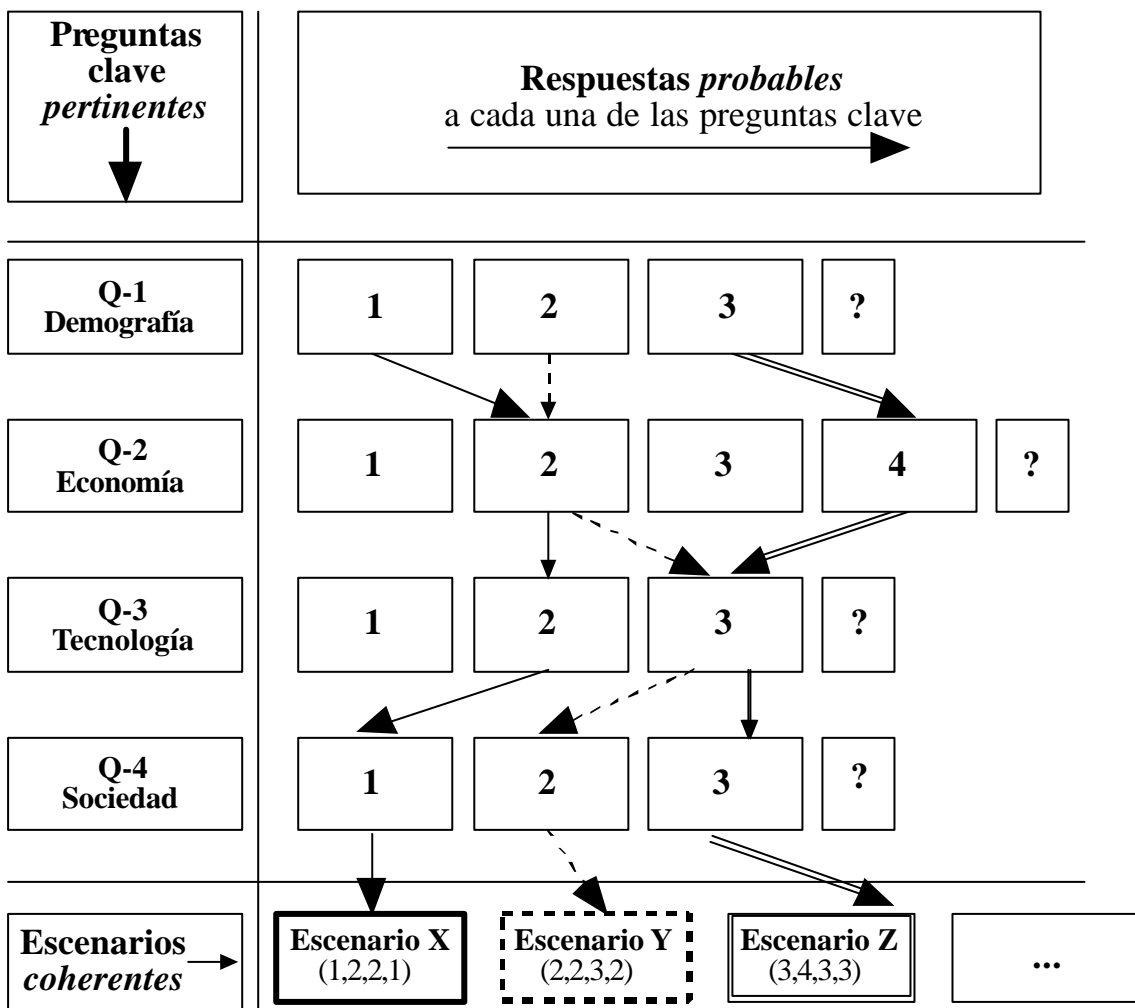 Preguntas
clave
pertinentes
Respuestas probables
a cada una de las preguntas clave
Q-1
Demografía
1
2
3
?
Q-2
Economía
1
2
3
4
?
Q-3
Tecnología
1
2
3
?
Q-4
Sociedad
1
2
3
?
Escenarios
coherentes
Escenario X
(1,2,2,1)
Escenario Y
(2,2,3,2)
Escenario Z
(3,4,3,3)
...